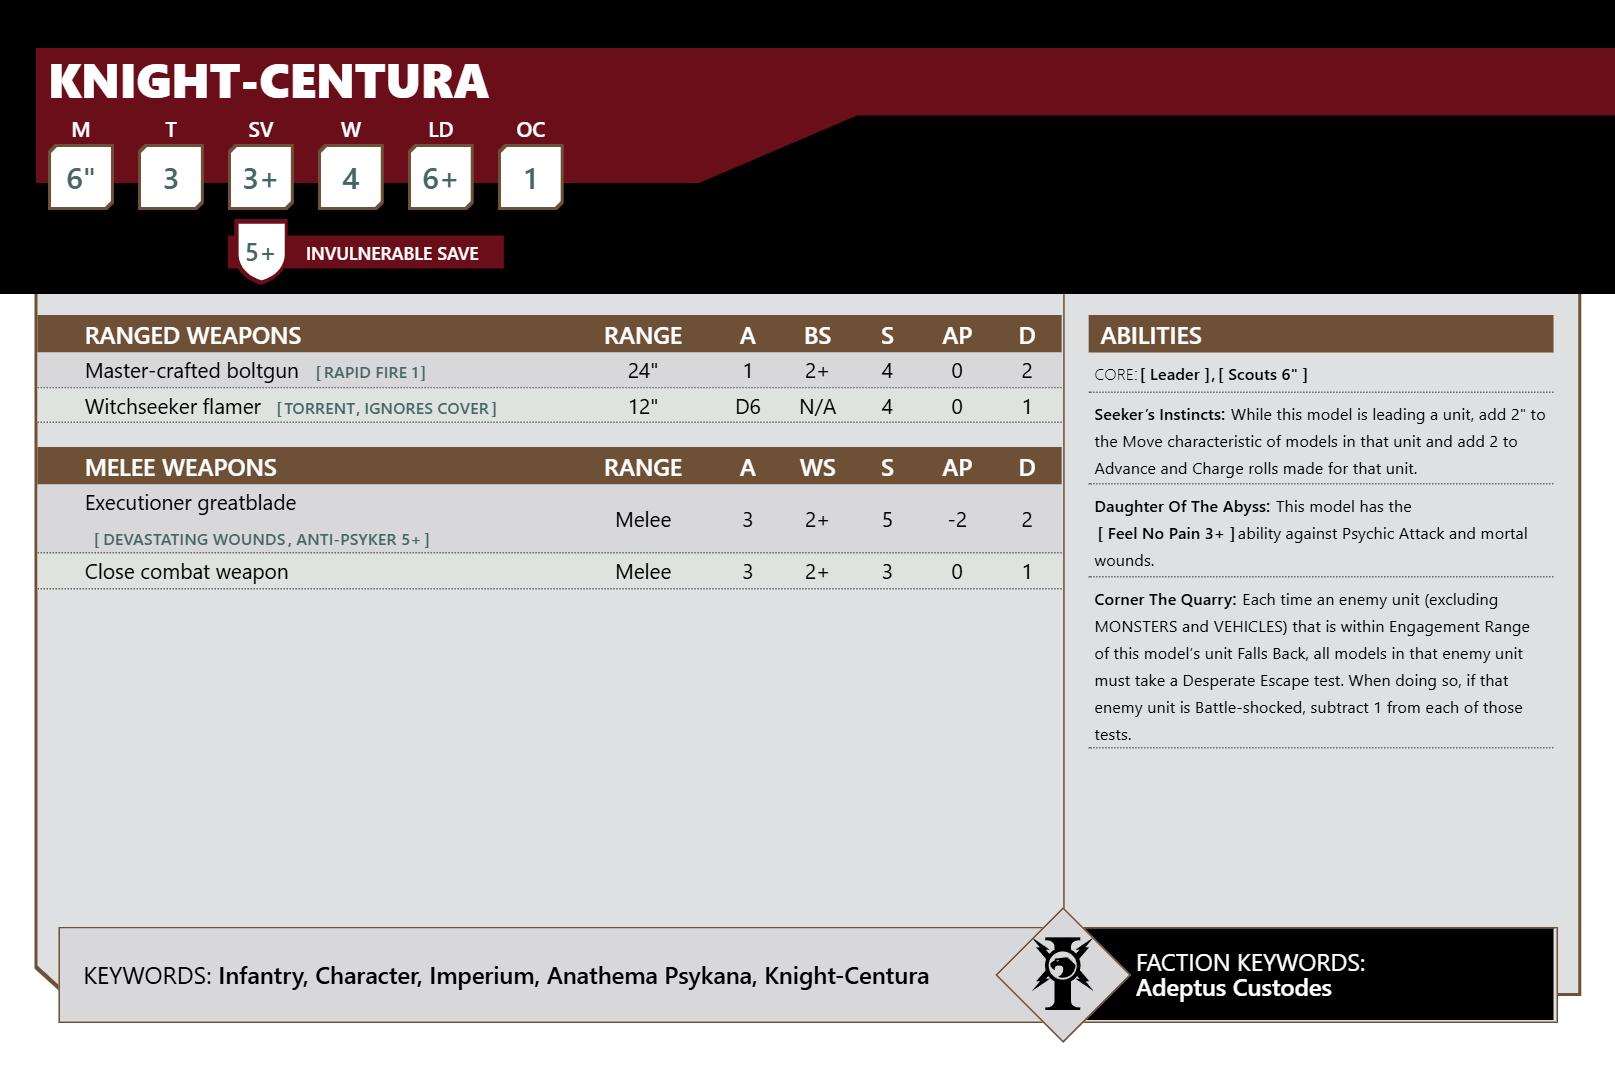 KNIGHT-CENTURA
M T SV W LD OC
6" 3 3+ 4 6+ 1
5+ INVULNERABLE SAVE
RANGED WEAPONS RANGE A BS S AP D
Master-crafted boltgun [ RAPID FIRE 1 ] 24" 1 2+ 4 0 2
Witchseeker flamer [ TORRENT, IGNORES COVER ] 12" D6 N/A 4 0 1
MELEE WEAPONS RANGE A WS S AP D
Executioner greatblade
[ DEVASTATING WOUNDS, ANTI-PSYKER 5+ ] Melee 3 2+ 5 -2 2
Close combat weapon Melee 3 2+ 3 0 1
ABILITIES
CORE: [ Leader ], [ Scouts 6" ]
Seeker's Instincts: While this model is leading a unit, add 2" to
the Move characteristic of models in that unit and add 2 to
Advance and Charge rolls made for that unit.
Daughter Of The Abyss: This model has the
[ Feel No Pain 3+ ] ability against Psychic Attack and mortal
wounds.
Corner The Quarry: Each time an enemy unit (excluding
MONSTERS and VEHICLES) that is within Engagement Range
of this model's unit Falls Back, all models in that enemy unit
must take a Desperate Escape test. When doing so, if that
enemy unit is Battle-shocked, subtract 1 from each of those
tests.
KEYWORDS: Infantry, Character, Imperium, Anathema Psykana, Knight-Centura
FACTION KEYWORDS:
Adeptus Custodes